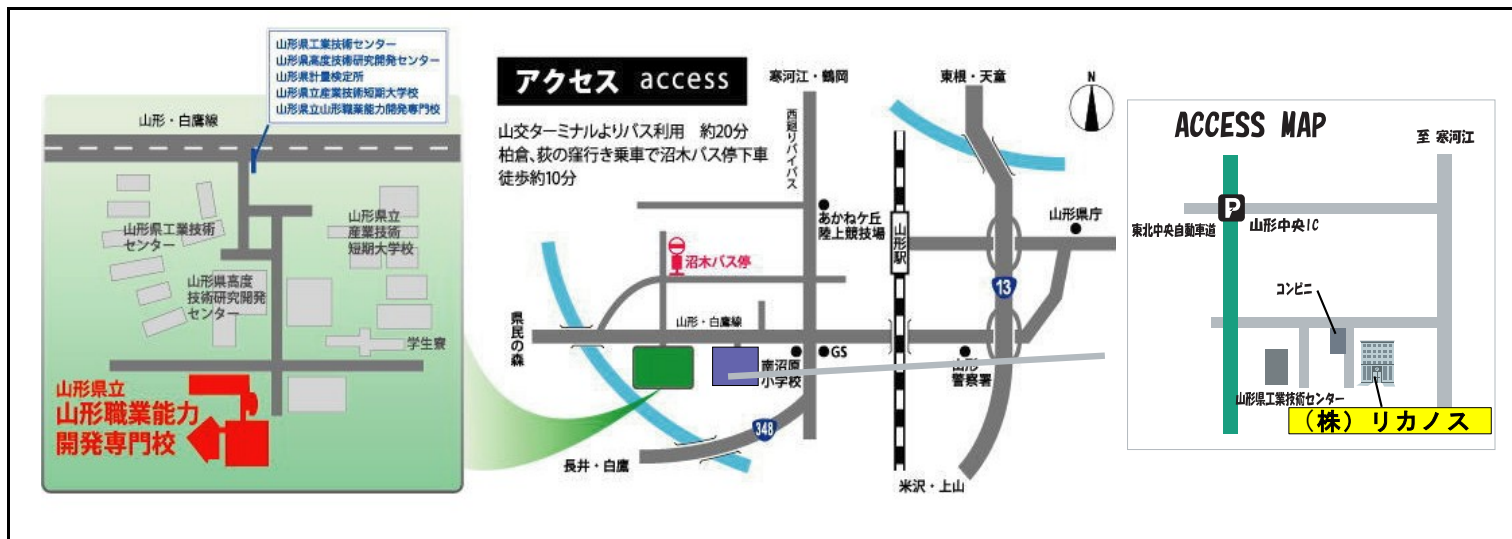 山形県工業技術センター
山形県高度技術研究開発センター
山形県計量検定所
山形県立産業技術短期大学校
山形県立山形職業能力開発専門校
山形・白鷹線
山形県工業技術
センター
山形県立
産業技術
短期大学校
山形県高度
技術研究開発
センター
学生寮
山形県立
山形職業能力
開発専門校
アクセス access
山交ターミナルよりバス利用 約20分
柏倉、荻の窪行き乗車で沼木バス停下車
徒歩約10分
寒河江・鶴岡
西廻りバイパス
東根・天童
N
あかねケ丘
陸上競技場
山形駅
山形県庁
沼木バス停
13
県民の森
山形・白鷹線
南沼原
小学校
GS
山形
警察署
348
長井・白鷹
米沢・上山
ACCESS MAP
至 寒河江
P
東北中央自動車道
山形中央IC
コンビニ
山形県工業技術センター
(株)リカノス